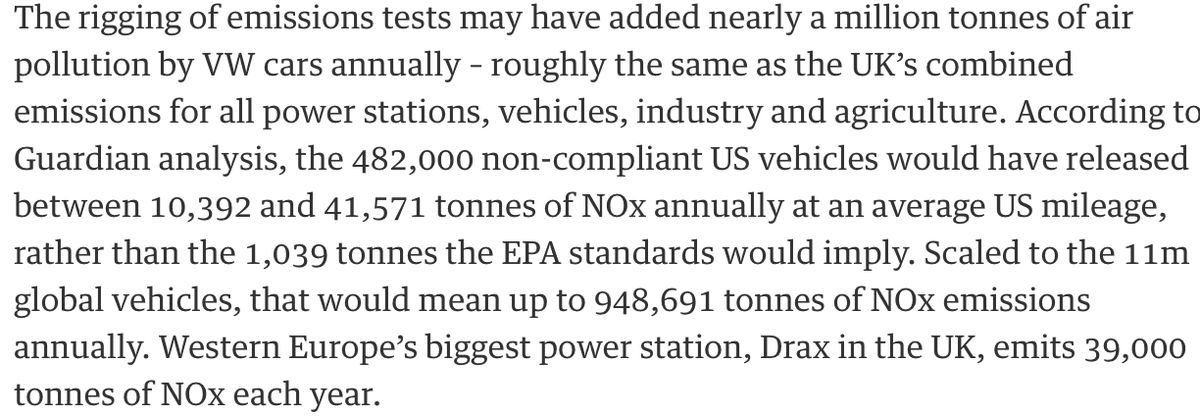 The rigging of emissions tests may have added nearly a million tonnes of air
pollution by VW cars annually – roughly the same as the UK’s combined
emissions for all power stations, vehicles, industry and agriculture. According to
Guardian analysis, the 482,000 non-compliant US vehicles would have released
between 10,392 and 41,571 tonnes of NOx annually at an average US mileage,
rather than the 1,039 tonnes the EPA standards would imply. Scaled to the 11m
global vehicles, that would mean up to 948,691 tonnes of NOx emissions
annually. Western Europe’s biggest power station, Drax in the UK, emits 39,000
tonnes of NOx each year.